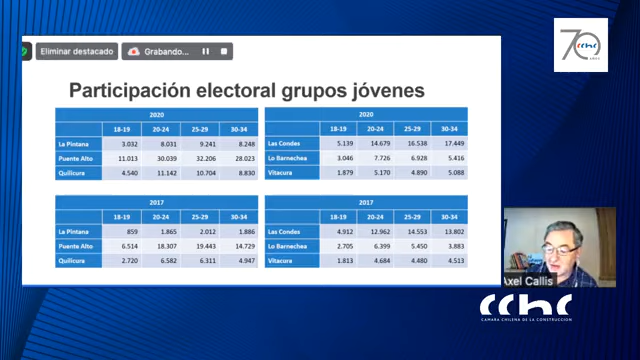 Eliminar destacado
Grabando...
70
cchc
AÑOS
Participación electoral grupos jóvenes
2020
18-19 20-24 25-29 30-34
La Pintana 3.032 8.031 9.241 8.248
Puente Alto 11.013 30.039 32.206 28.023
Quilicura 4.540 11.142 10.704 8.830
2020
18-19 20-24 25-29 30-34
Las Condes 5.139 14.679 16.538 17.449
Lo Barnechea 3.046 7.726 6.928 5.416
Vitacura 1.879 5.170 4.890 5.088
2017
18-19 20-24 25-29 30-34
La Pintana 859 1.865 2.012 1.886
Puente Alto 6.514 18.307 19.443 14.729
Quilicura 2.720 6.582 6.311 4.947
2017
18-19 20-24 25-29 30-34
Las Condes 4.912 12.962 14.553 13.802
Lo Barnechea 2.705 6.399 5.450 3.883
Vitacura 1.813 4.684 4.480 4.513
Axel Callis
cchc
CAMARA CHILENA DE LA CONSTRUCCION